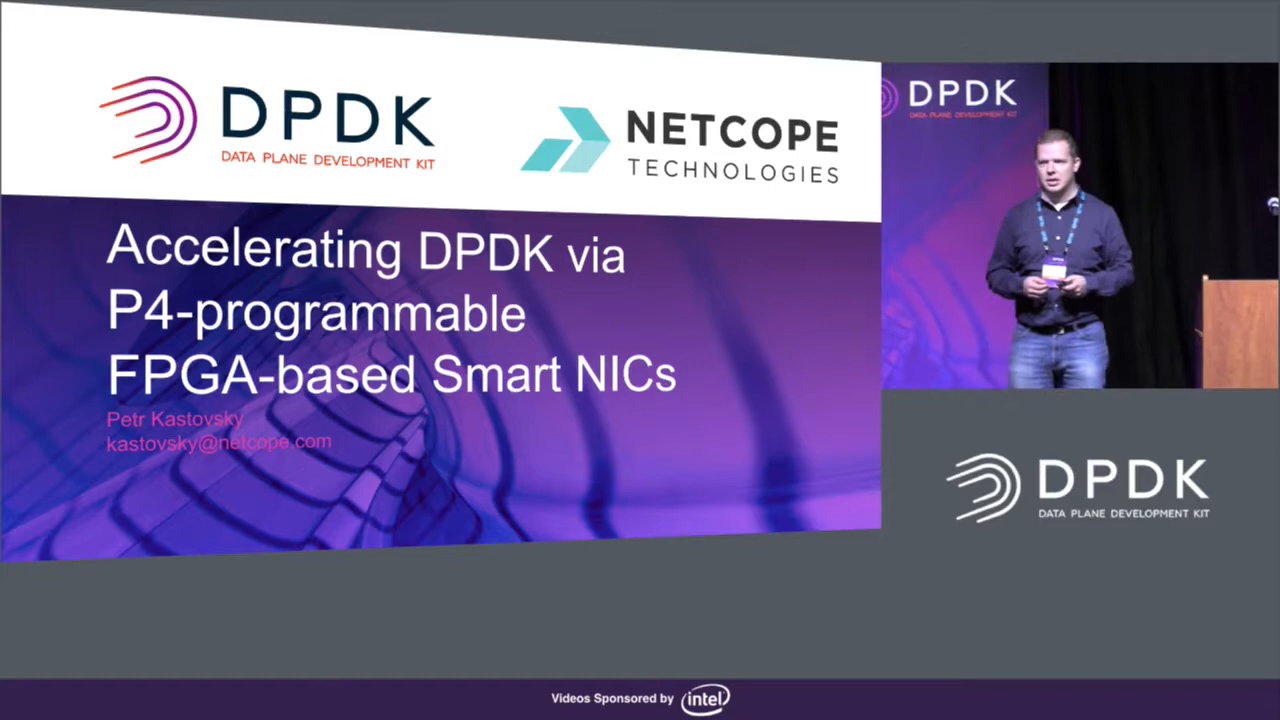 DPDK
DATA PLANE DEVELOPMENT KIT
NETCOPE
TECHNOLOGIES
Accelerating DPDK via
P4-programmable
FPGA-based Smart NICs
Petr Kastovsky
kastovsky@netcope.com
DPDK
DATA PLANE DEVELOPMENT KIT
DPDK
DATA PLANE DEVELOPMENT KIT
Videos Sponsored by
intel